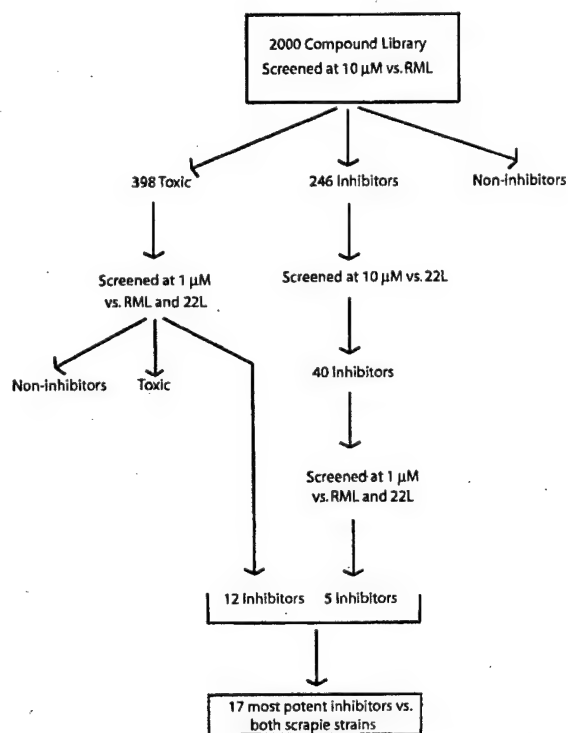 2000 Compound Library
Screened at 10 µM vs. RML
398 Toxic
246 Inhibitors
Non-inhibitors
Screened at 1 µM
vs. RML and 22L
Screened at 10 µM vs. 22L
Non-inhibitors
Toxic
40 Inhibitors
Screened at 1 µM
vs. RML and 22L
12 Inhibitors
5 Inhibitors
17 most potent inhibitors vs.
both scrapie strains